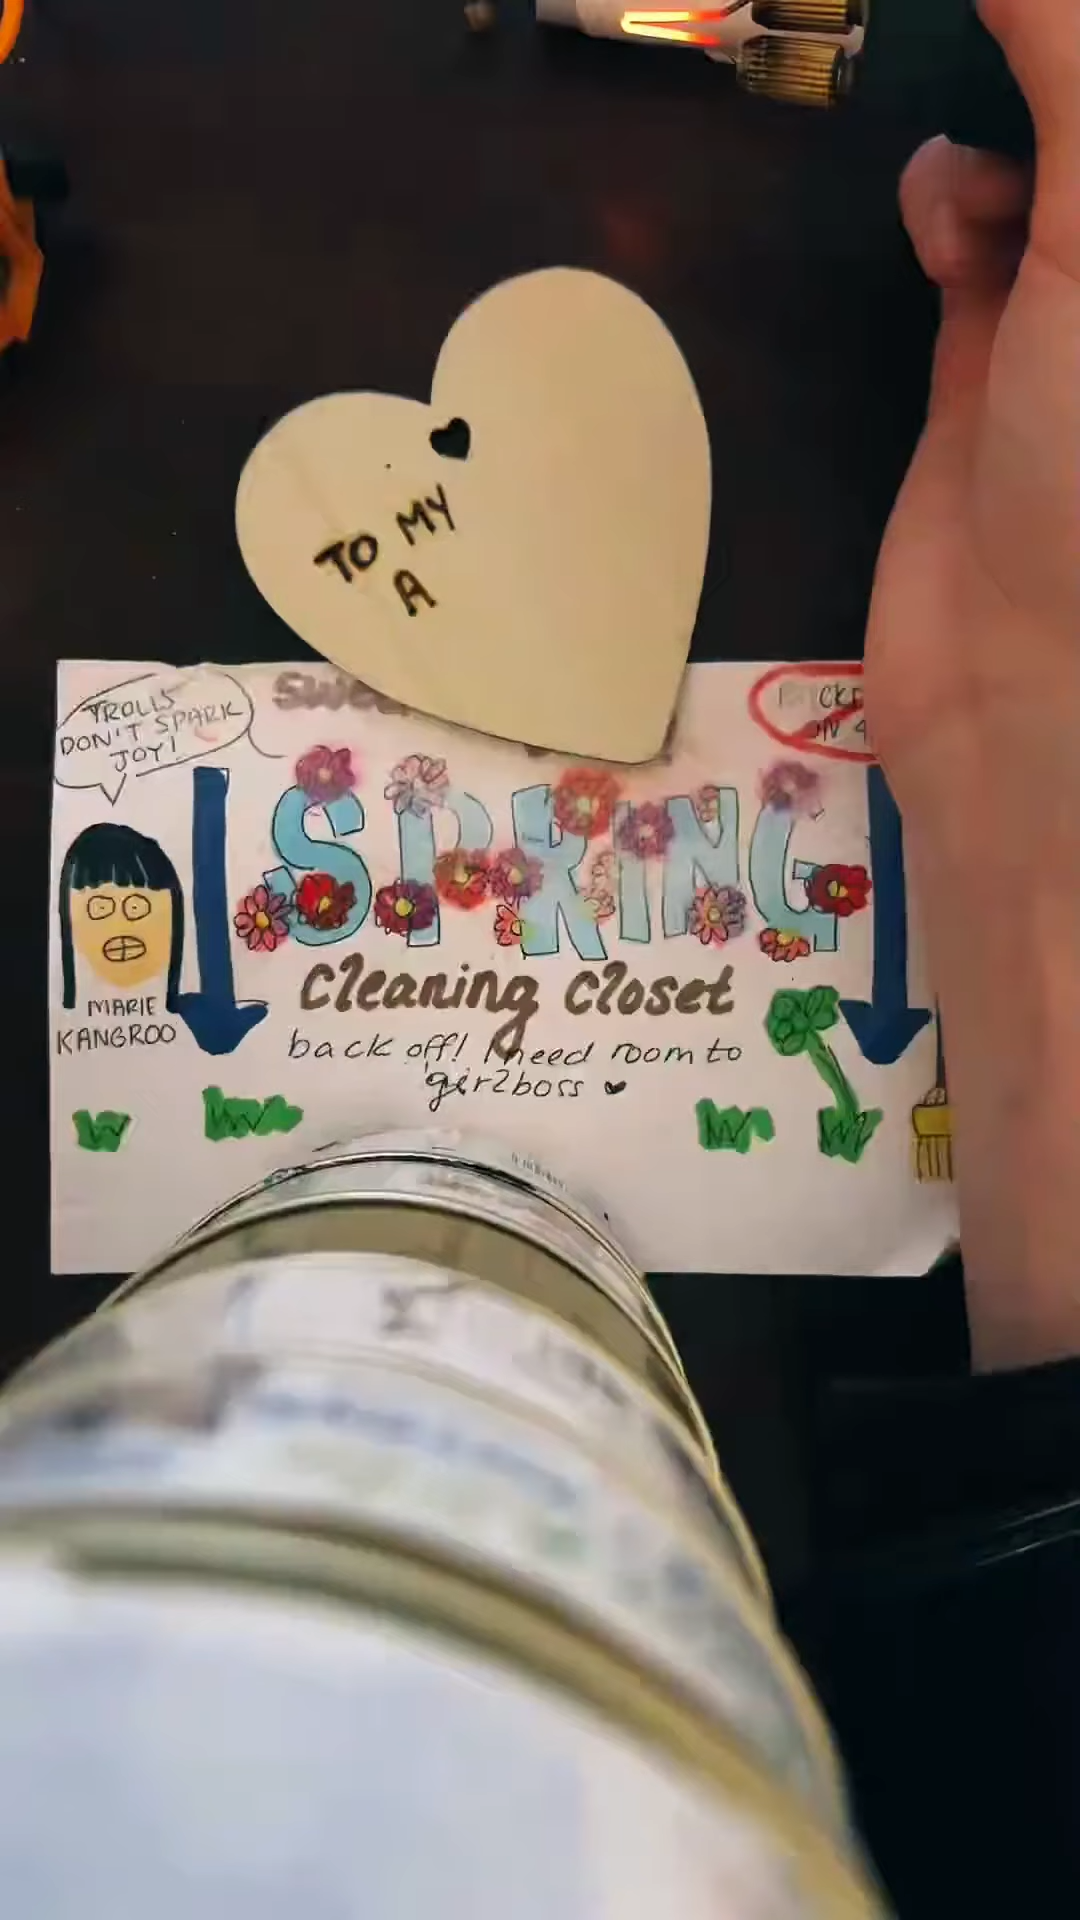 TO MY
A
TROLLS
DON'T SPARK
JOY!
SPRING
cleaning closet
back off! I need room to
girlboss
MARIE
KANGROO